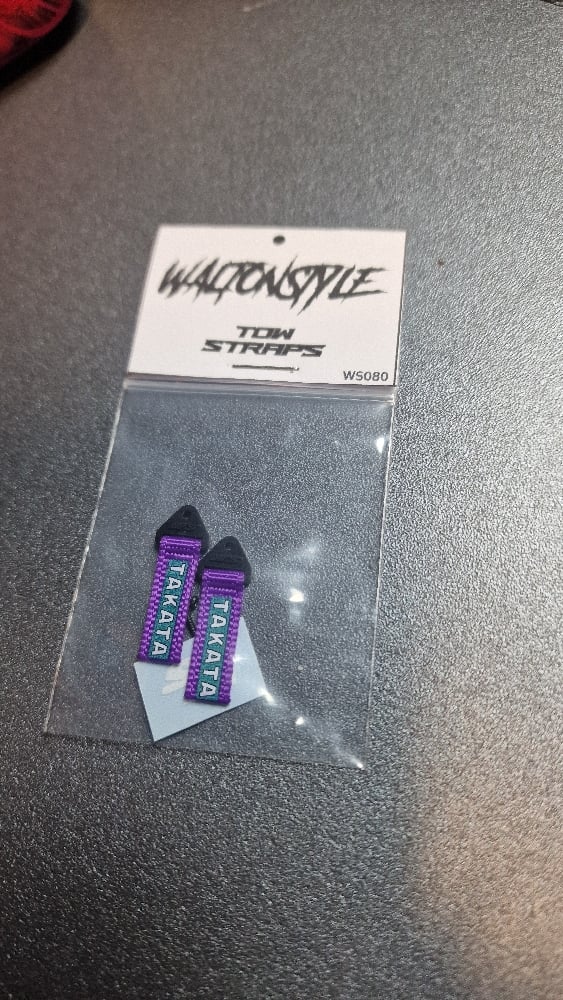 WALTONSTYLE
TOW
STRAPS
WS080
TAKATA
TAKATA